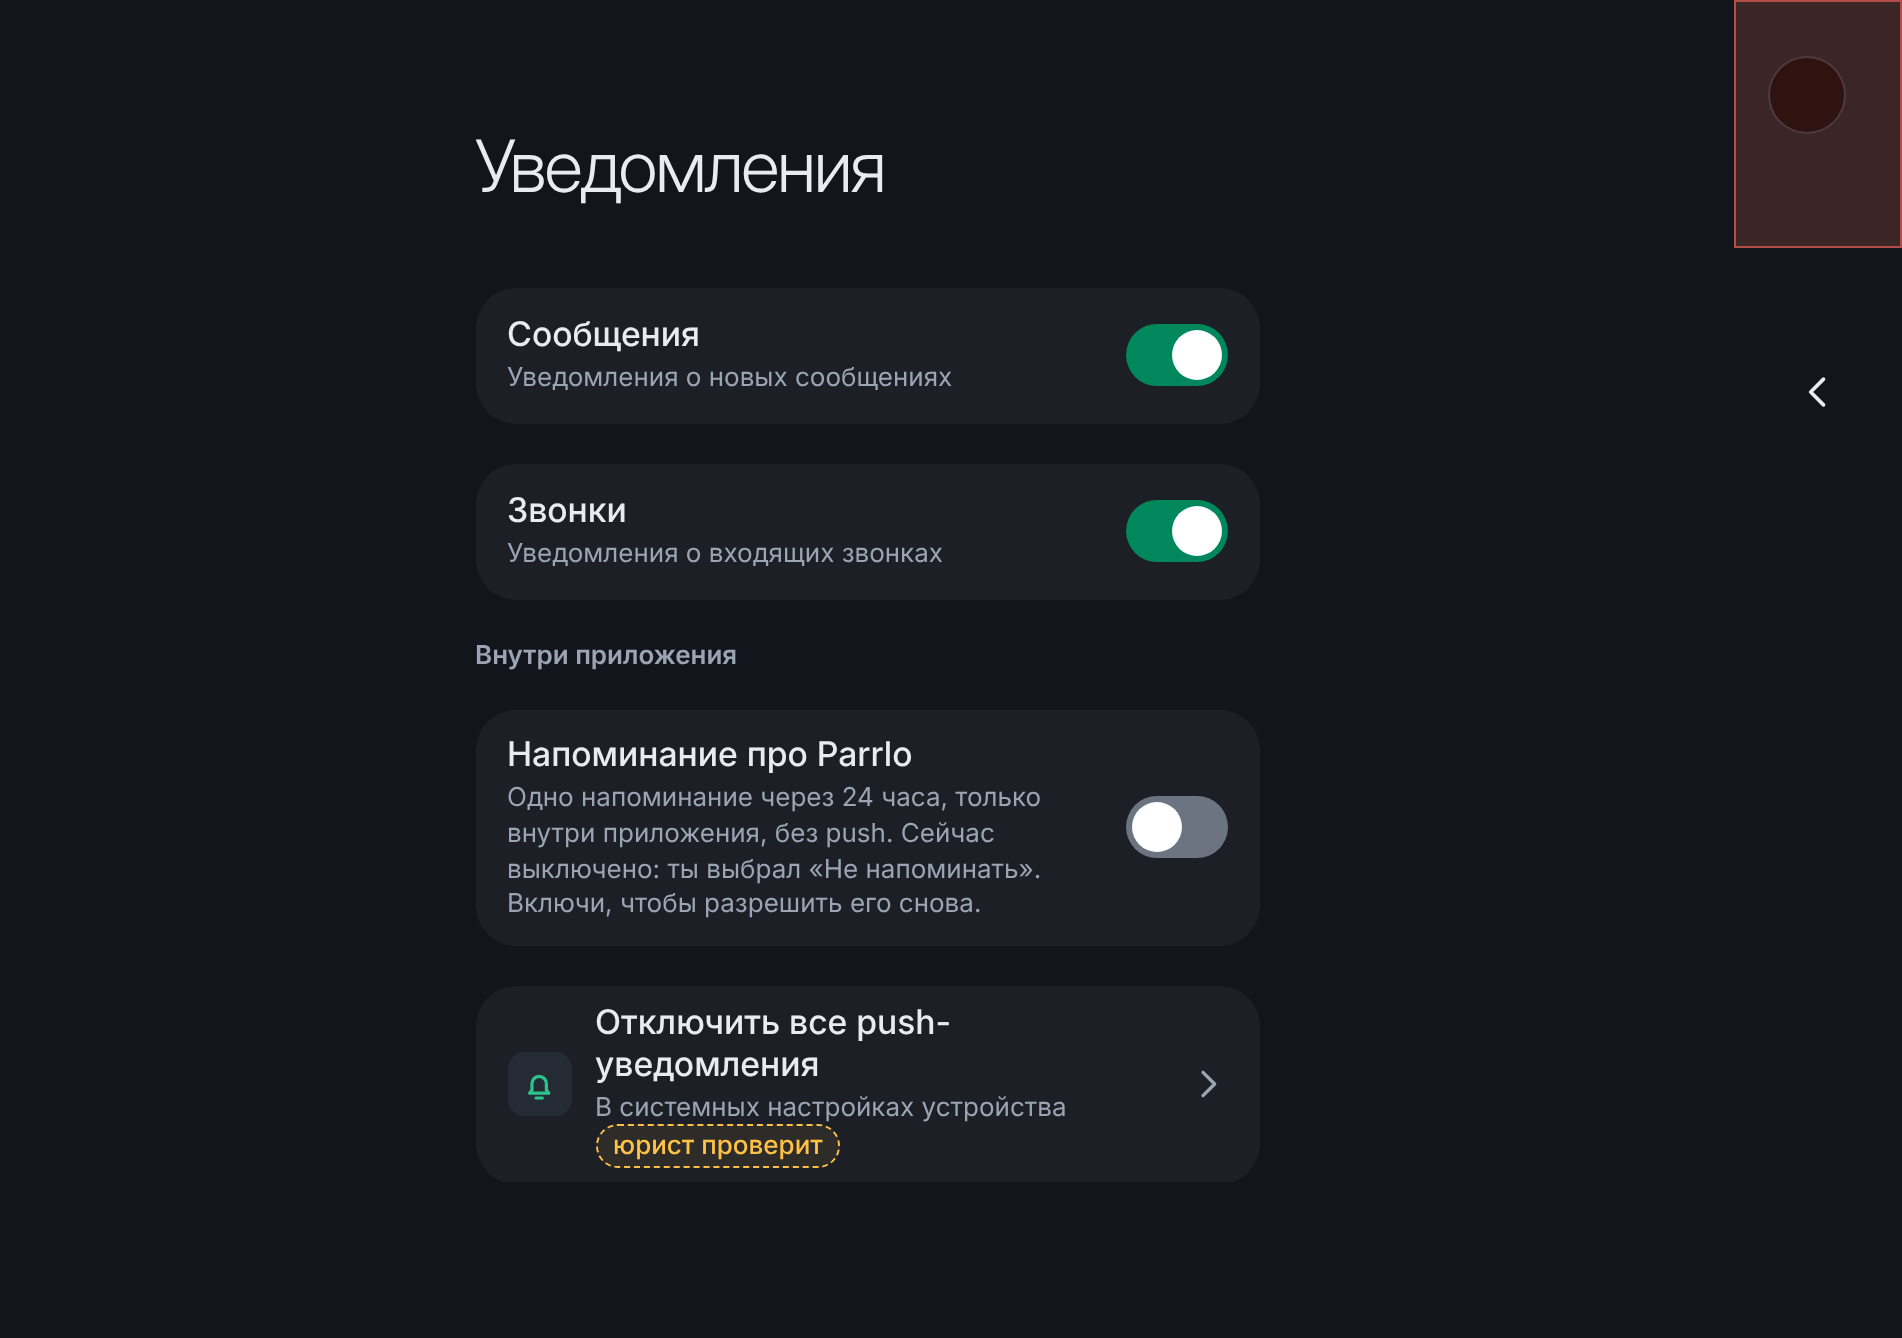 Уведомления
Сообщения
Уведомления о новых сообщениях
Звонки
Уведомления о входящих звонках
Внутри приложения
Напоминание про Parrlo
Одно напоминание через 24 часа, только
внутри приложения, без push. Сейчас
выключено: ты выбрал «Не напоминать».
Включи, чтобы разрешить его снова.
Отключить все push-
уведомления
В системных настройках устройства
юрист проверит